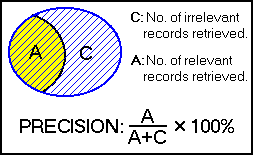 A C
C: No. of irrelevant
records retrieved.
A: No. of relevant
records retrieved.
PRECISION: A/A+C × 100%